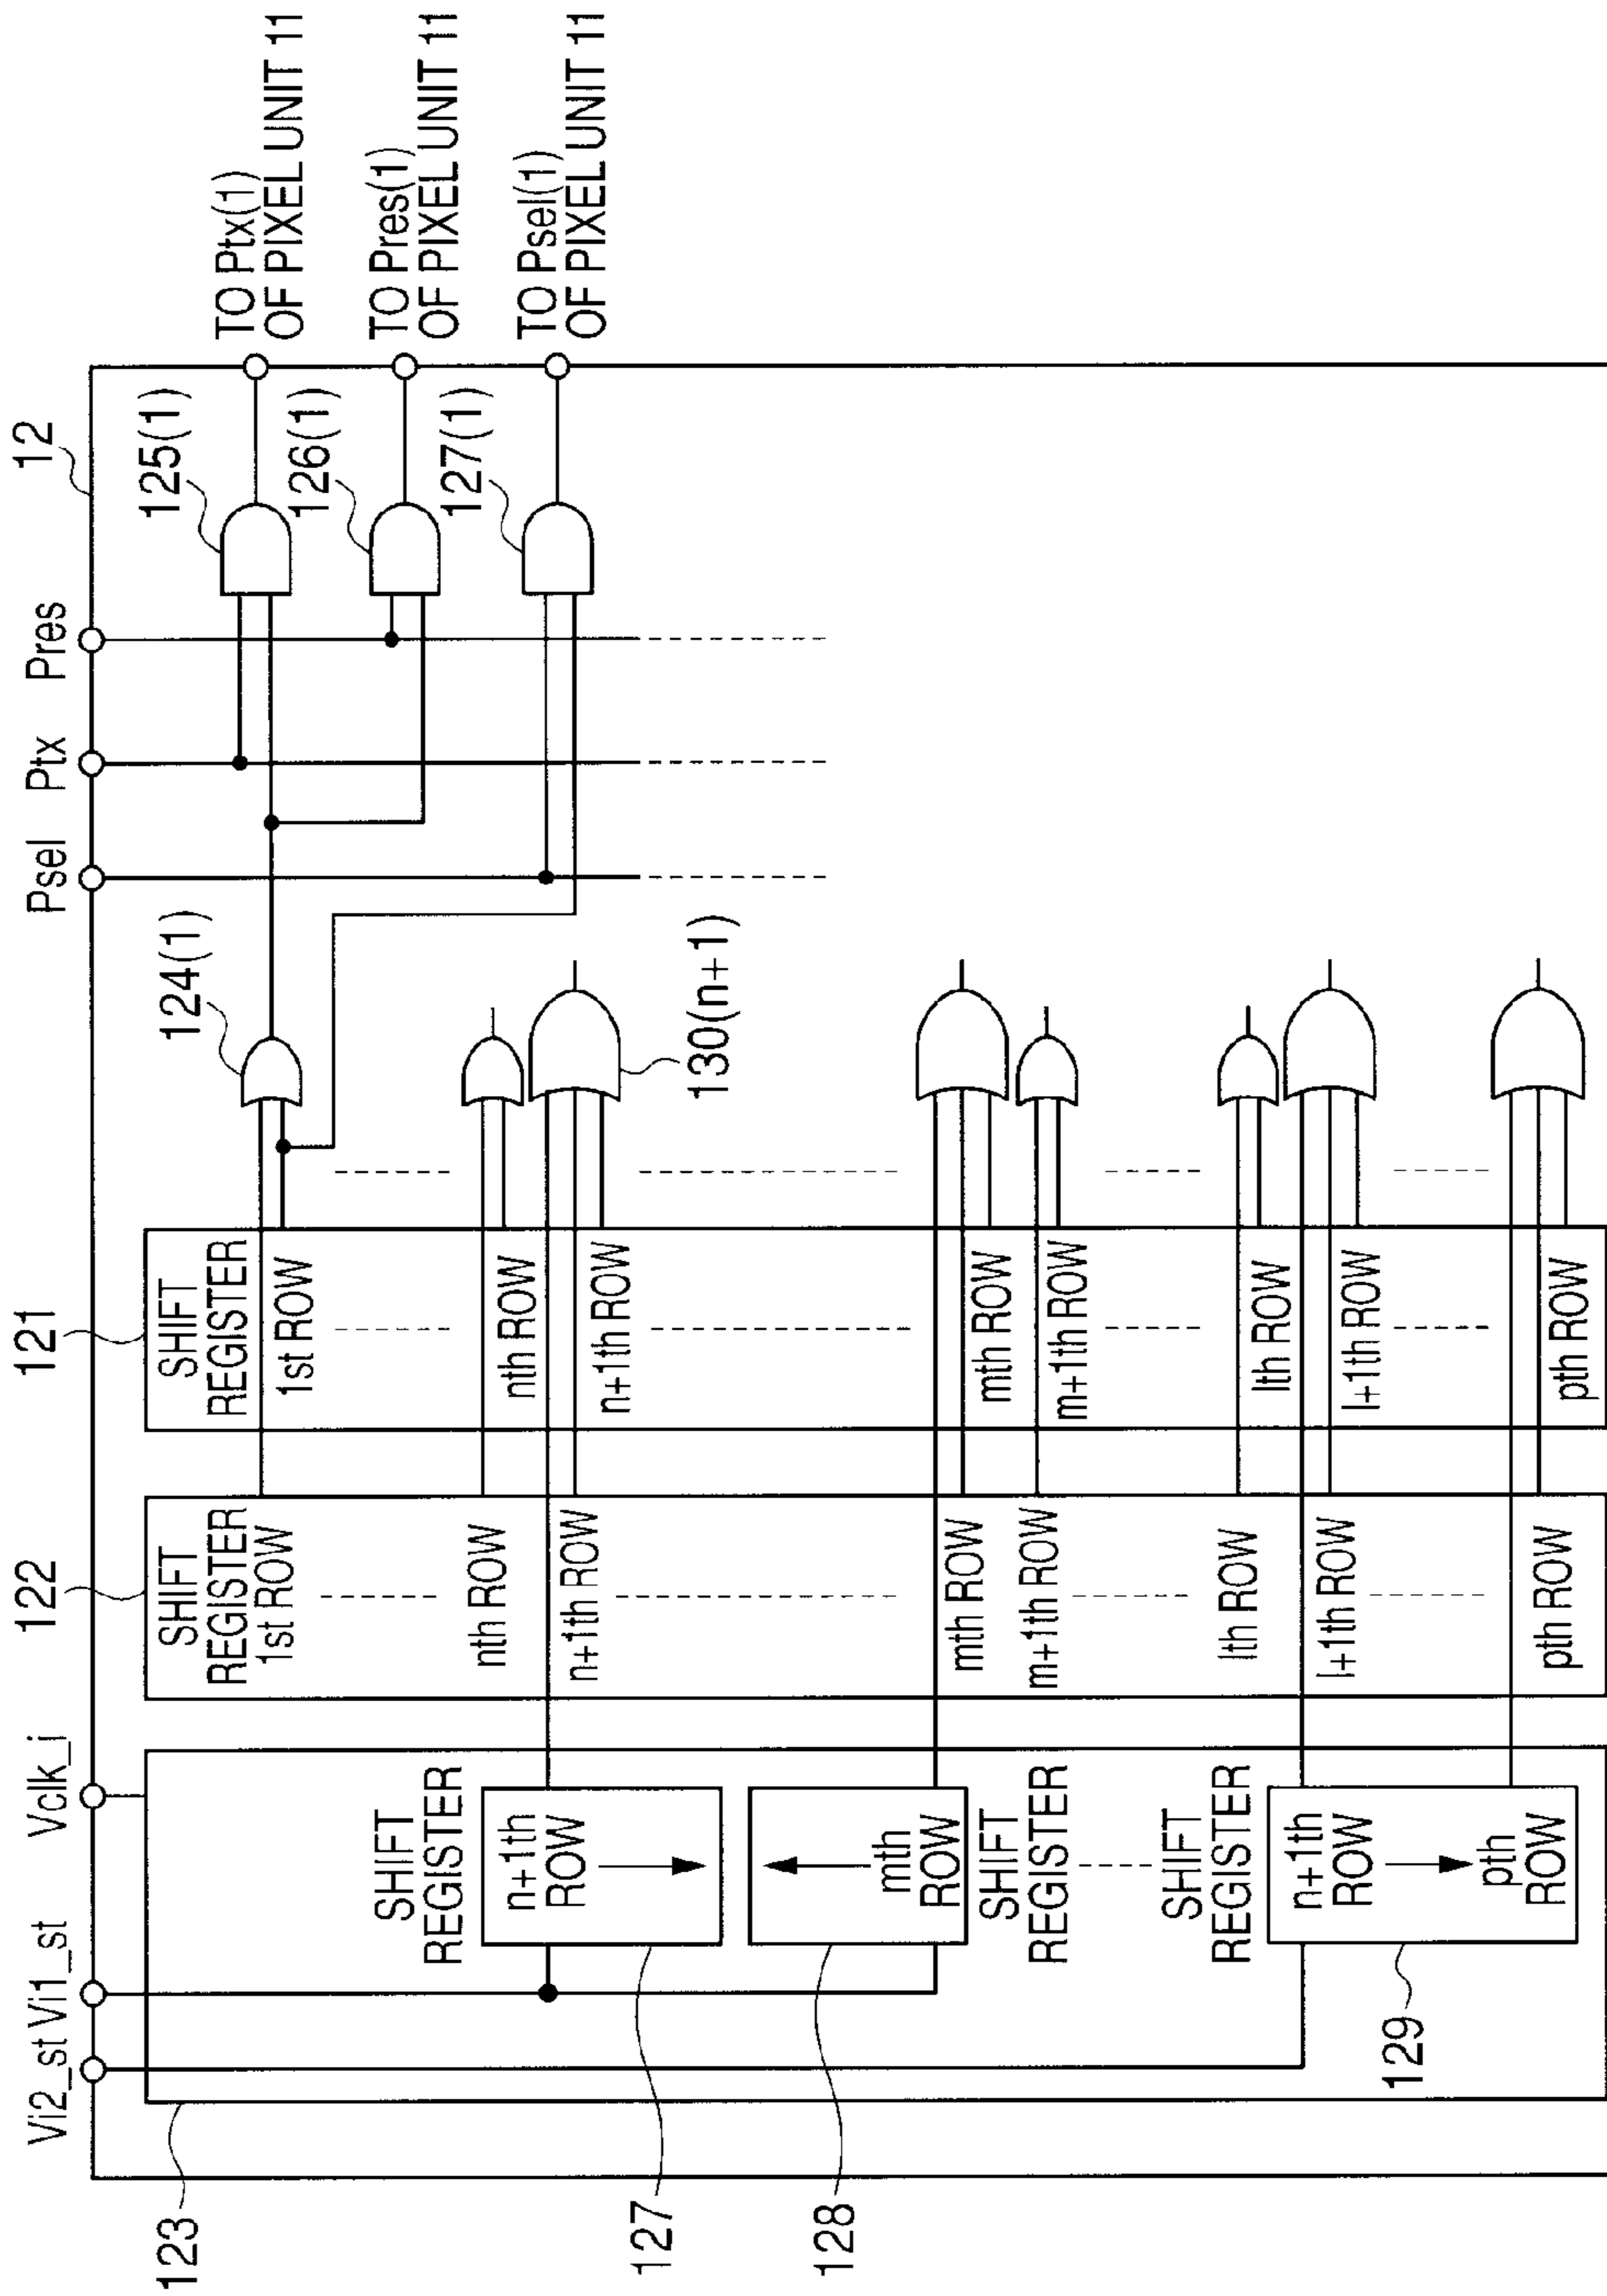 12
Vi2_st
Vi1_st
Vclk_i
Psel
Ptx
Pres
123
122
121
124(1)
125(1)
126(1)
127(1)
TO Ptx(1)
OF PIXEL UNIT 11
TO Pres(1)
OF PIXEL UNIT 11
TO Psel(1)
OF PIXEL UNIT 11
SHIFT
REGISTER
n+1th
ROW
127
128
mth
ROW
SHIFT
REGISTER
SHIFT
REGISTER
n+1th
ROW
pth
ROW
129
SHIFT
REGISTER
1st ROW
nth ROW
n+1th ROW
mth ROW
m+1th ROW
lth ROW
l+1th ROW
pth ROW
SHIFT
REGISTER
1st ROW
nth ROW
n+1th ROW
mth ROW
m+1th ROW
lth ROW
l+1th ROW
pth ROW
130(n+1)